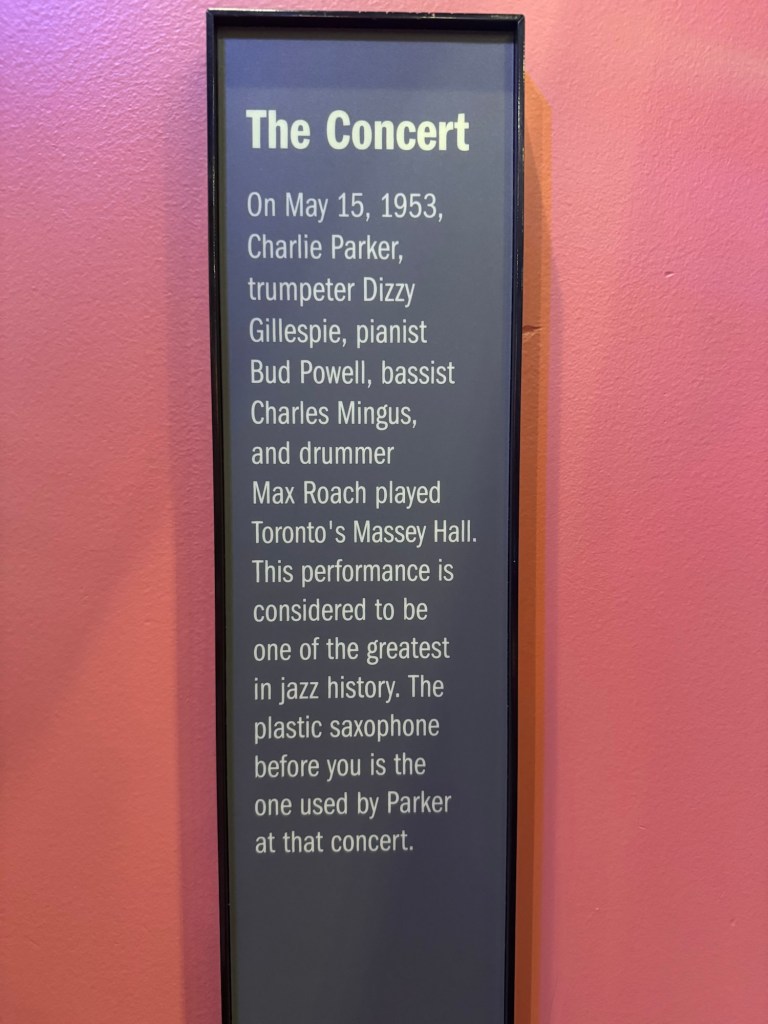 The Concert
On May 15, 1953,
Charlie Parker,
trumpeter Dizzy
Gillespie, pianist
Bud Powell, bassist
Charles Mingus,
and drummer
Max Roach played
Toronto's Massey Hall.
This performance is
considered to be
one of the greatest
in jazz history. The
plastic saxophone
before you is the
one used by Parker
at that concert.